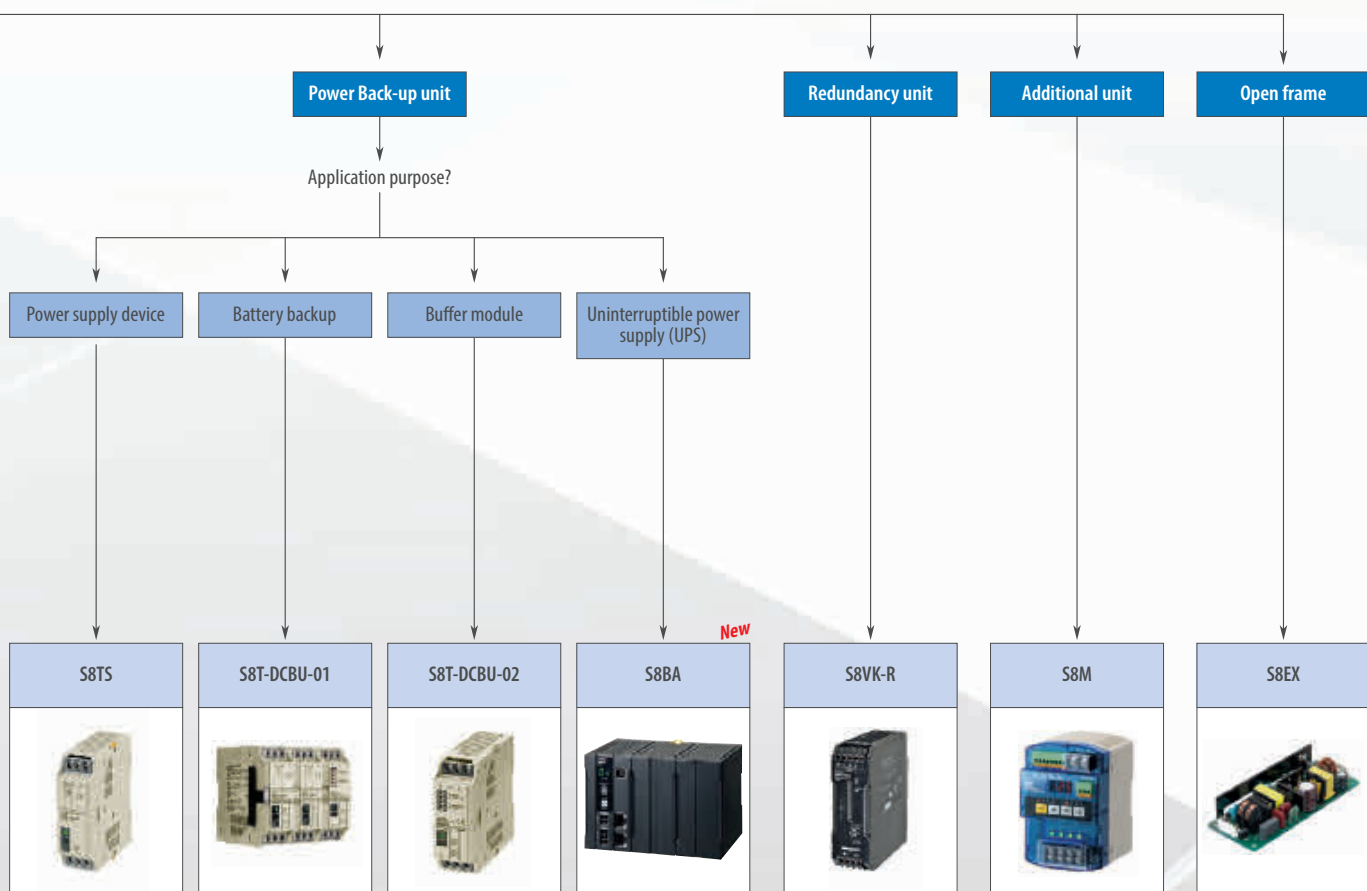 Power Back-up unit
Redundancy unit
Additional unit
Open frame
Application purpose?
Power supply device
Battery backup
Buffer module
Uninterruptible power
supply (UPS)
New
S8TS
S8T-DCBU-01
S8T-DCBU-02
S8BA
S8VK-R
S8M
S8EX